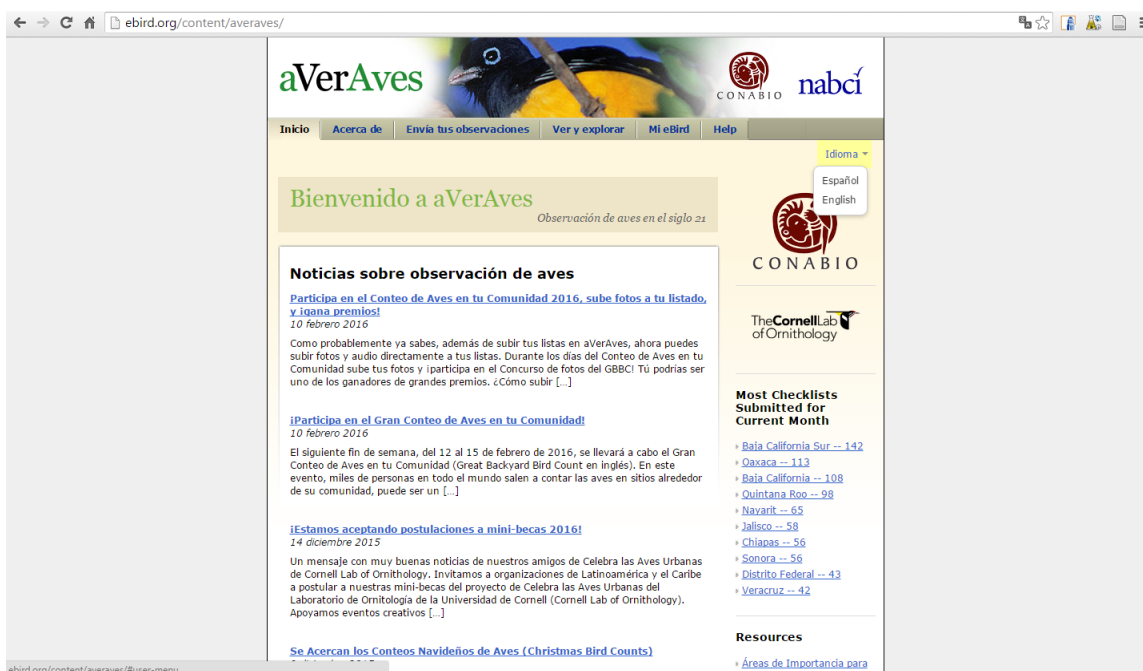 ebird.org/content/averaves/
aVerAves
CONABIO
nabci
Inicio Acerca de Envía tus observaciones Ver y explorar Mi eBird Help
Idioma
Español
English
Bienvenido a aVerAves
Observación de aves en el siglo 21
CONABIO
Noticias sobre observación de aves
Participa en el Conteo de Aves en tu Comunidad 2016, sube fotos a tu listado,
y ¡gana premios!
10 febrero 2016
Como probablemente ya sabes, además de subir tus listas en aVerAves, ahora puedes
subir fotos y audio directamente a tus listas. Durante los días del Conteo de Aves en tu
Comunidad sube tus fotos y ¡participa en el Concurso de fotos del GBBC! Tú podrías ser
uno de los ganadores de grandes premios. ¿Cómo subir [...]
¡Participa en el Gran Conteo de Aves en tu Comunidad!
10 febrero 2016
El siguiente fin de semana, del 12 al 15 de febrero de 2016, se llevará a cabo el Gran
Conteo de Aves en tu Comunidad (Great Backyard Bird Count en inglés). En este
evento, miles de personas en todo el mundo salen a contar las aves en sitios alrededor
de su comunidad, puede ser un [...]
¡Estamos aceptando postulaciones a mini-becas 2016!
14 diciembre 2015
Un mensaje con muy buenas noticias de nuestros amigos de Celebra las Aves Urbanas
de Cornell Lab of Ornithology. Invitamos a organizaciones de Latinoamérica y el Caribe
a postular a nuestras mini-becas del proyecto de Celebra las Aves Urbanas del
Laboratorio de Ornitología de la Universidad de Cornell (Cornell Lab of Ornithology).
Apoyamos eventos creativos [...]
Se Acercan los Conteos Navideños de Aves (Christmas Bird Counts)
TheCornellLab
of Ornithology
Most Checklists
Submitted for
Current Month
Baja California Sur -- 142
Oaxaca -- 113
Baja California -- 108
Quintana Roo -- 98
Nayarit -- 65
Jalisco -- 58
Chiapas -- 56
Sonora -- 56
Distrito Federal -- 43
Veracruz -- 42
Resources
Áreas de Importancia para
ebird.org/content/averaves/#user-menu